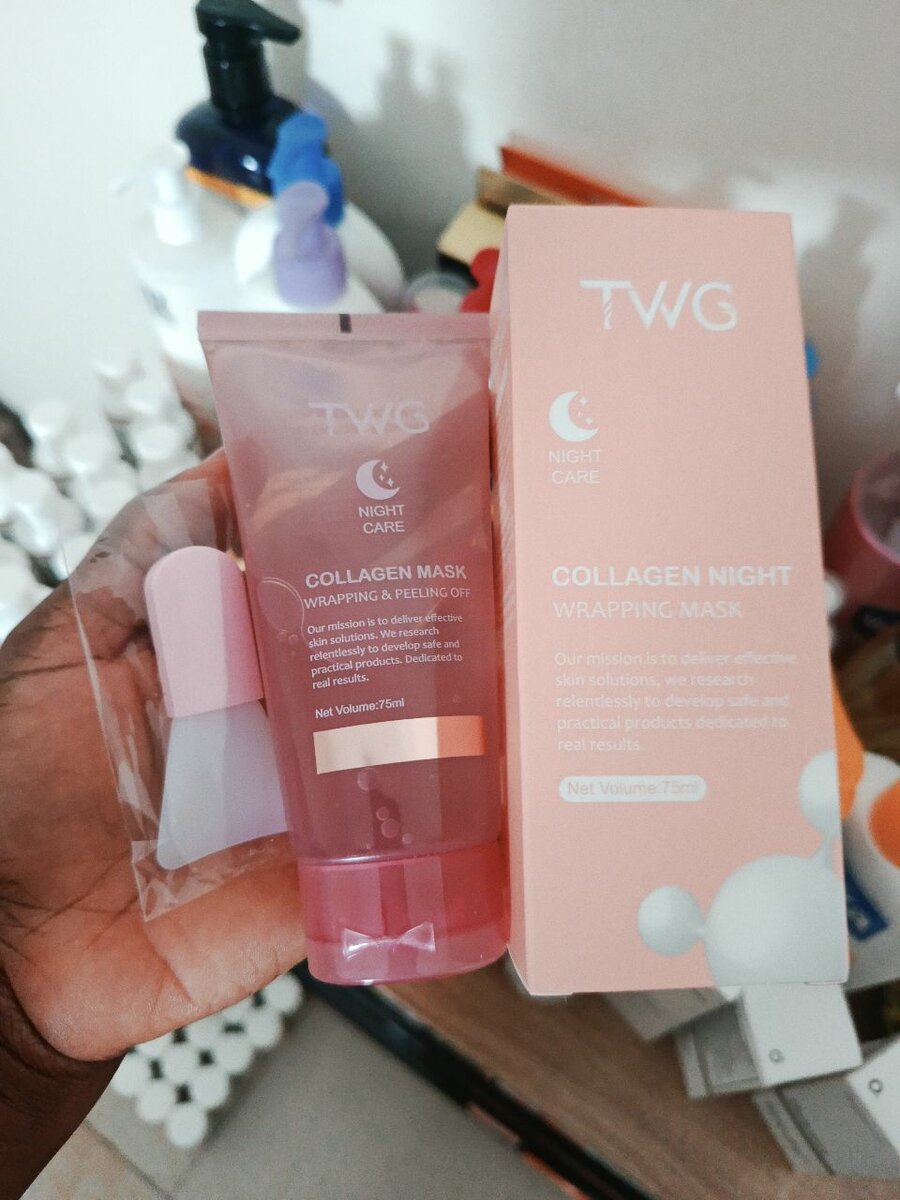 TWG
NIGHT
CARE
COLLAGEN MASK
WRAPPING & PEELING OFF
Our mission is to deliver effective
skin solutions. We research
relentlessly to develop safe and
practical products. Dedicated to
real results.
Net Volume:75ml
TWG
NIGHT
CARE
COLLAGEN NIGHT
WRAPPING MASK
Our mission is to deliver effective
skin solutions, we research
relentlessly to develop safe and
practical products dedicated to
real results.
Net Volume:75ml